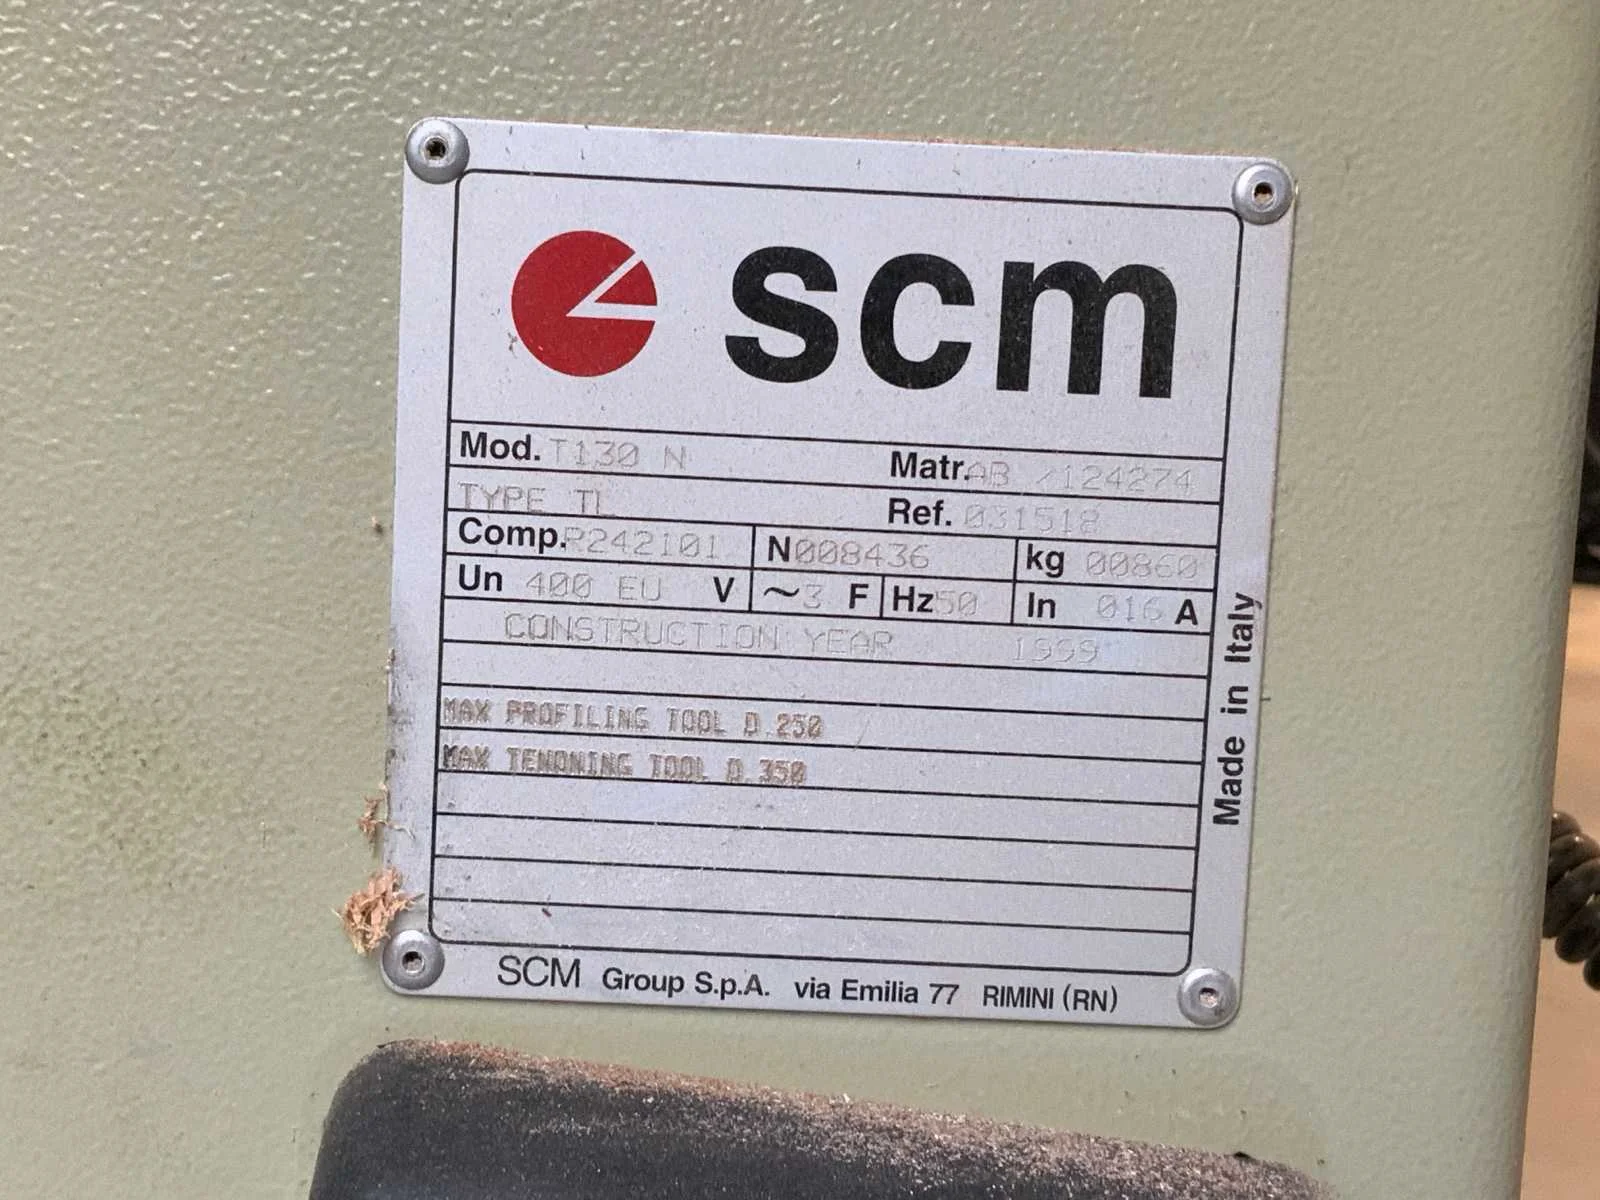 scm
Mod. T130 N Matr. AB /124274
TYPE TL Ref. 031518
Comp. R242101 N 008436 kg 00860
Un 400 EU V ~3 F Hz 50 In 016 A
CONSTRUCTION YEAR 1999
MAX PROFILING TOOL D.250
MAX TENONING TOOL D.350
Made in Italy
SCM Group S.p.A. via Emilia 77 RIMINI (RN)